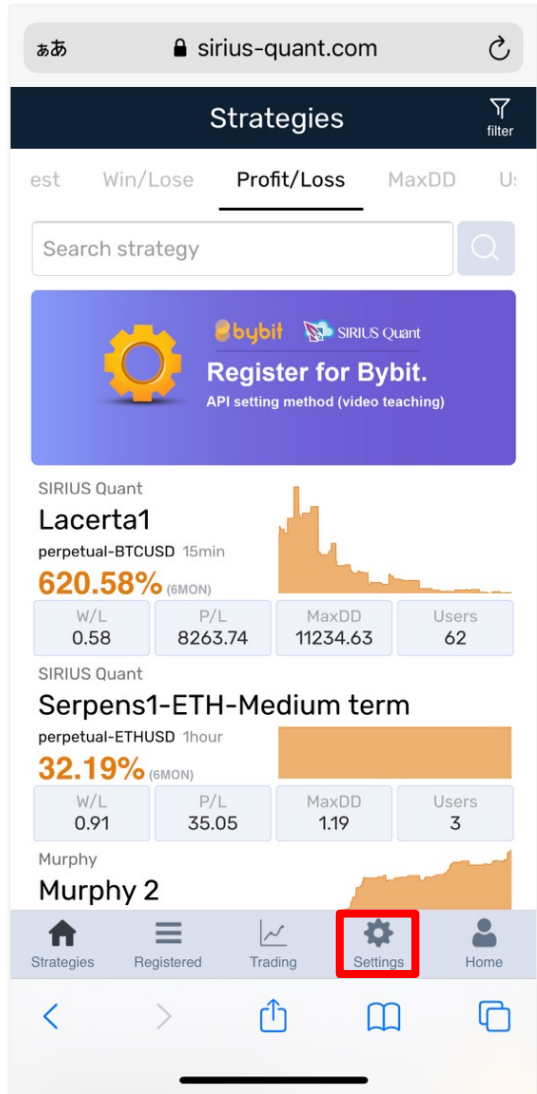 ぁあ sirius-quant.com
Strategies
filter
est Win/Lose Profit/Loss MaxDD Us
Search strategy
bybit SIRIUS Quant
Register for Bybit.
API setting method (video teaching)
SIRIUS Quant
Lacerta1
perpetual-BTCUSD 15min
620.58% (6MON)
W/L P/L MaxDD Users
0.58 8263.74 11234.63 62
SIRIUS Quant
Serpens1-ETH-Medium term
perpetual-ETHUSD 1hour
32.19% (6MON)
W/L P/L MaxDD Users
0.91 35.05 1.19 3
Murphy
Murphy 2
Strategies Registered Trading Settings Home